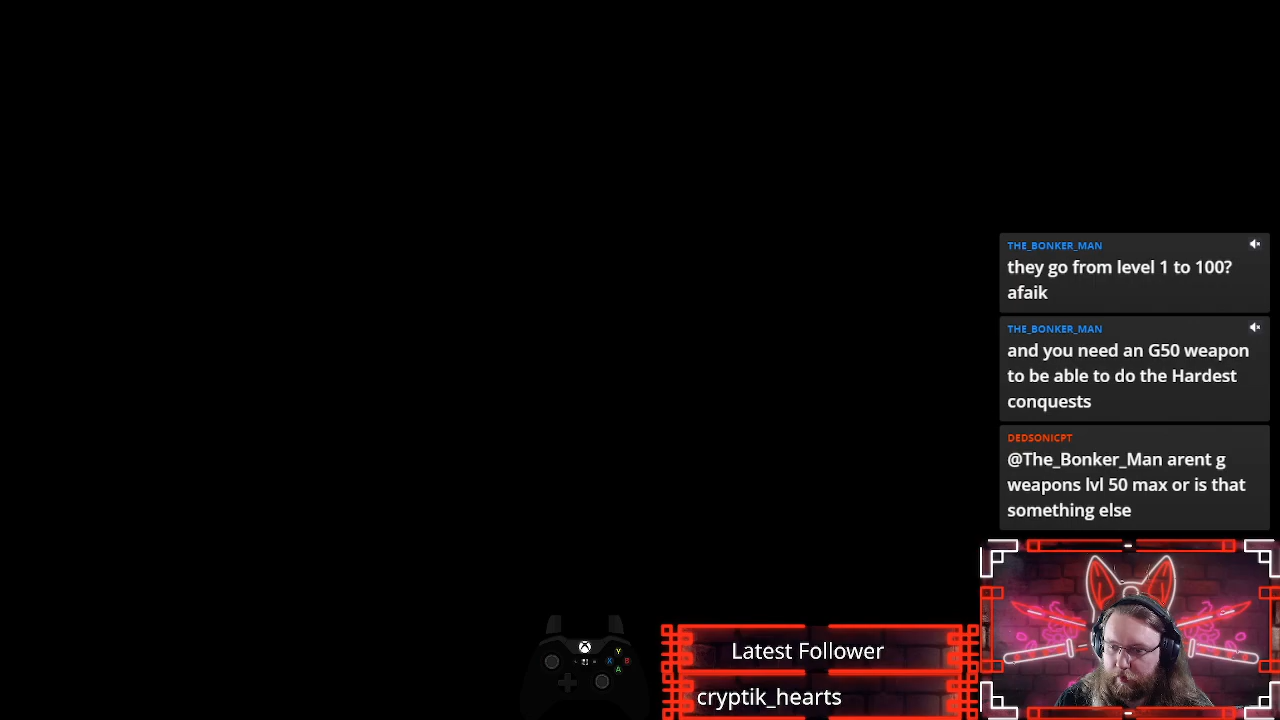 THE_BONKER_MAN
they go from level 1 to 100?
afaik
THE_BONKER_MAN
and you need an G50 weapon
to be able to do the Hardest
conquests
DEDSONICPT
@The_Bonker_Man arent g
weapons lvl 50 max or is that
something else
Y
X B
A
Latest Follower
cryptik_hearts